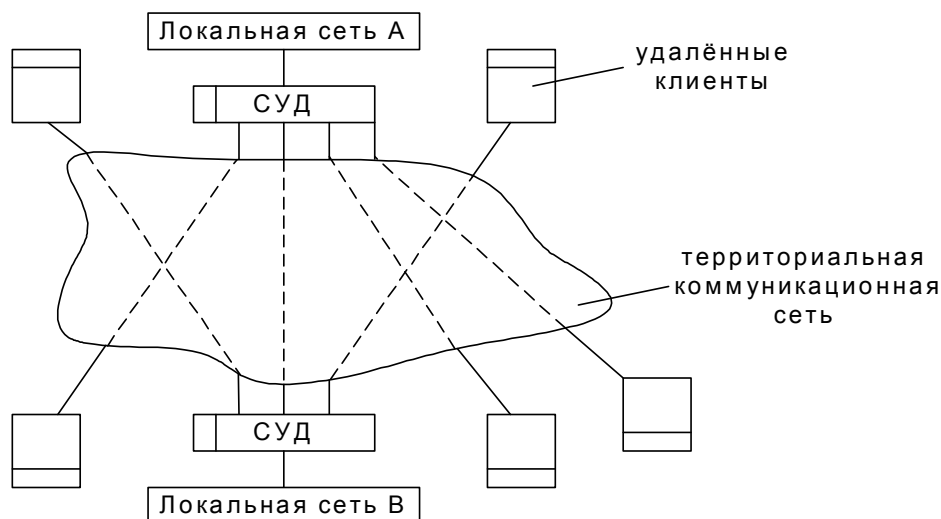 Локальная сеть А
СУД
удалённые
клиенты
территориальная
коммуникационная
сеть
СУД
Локальная сеть В